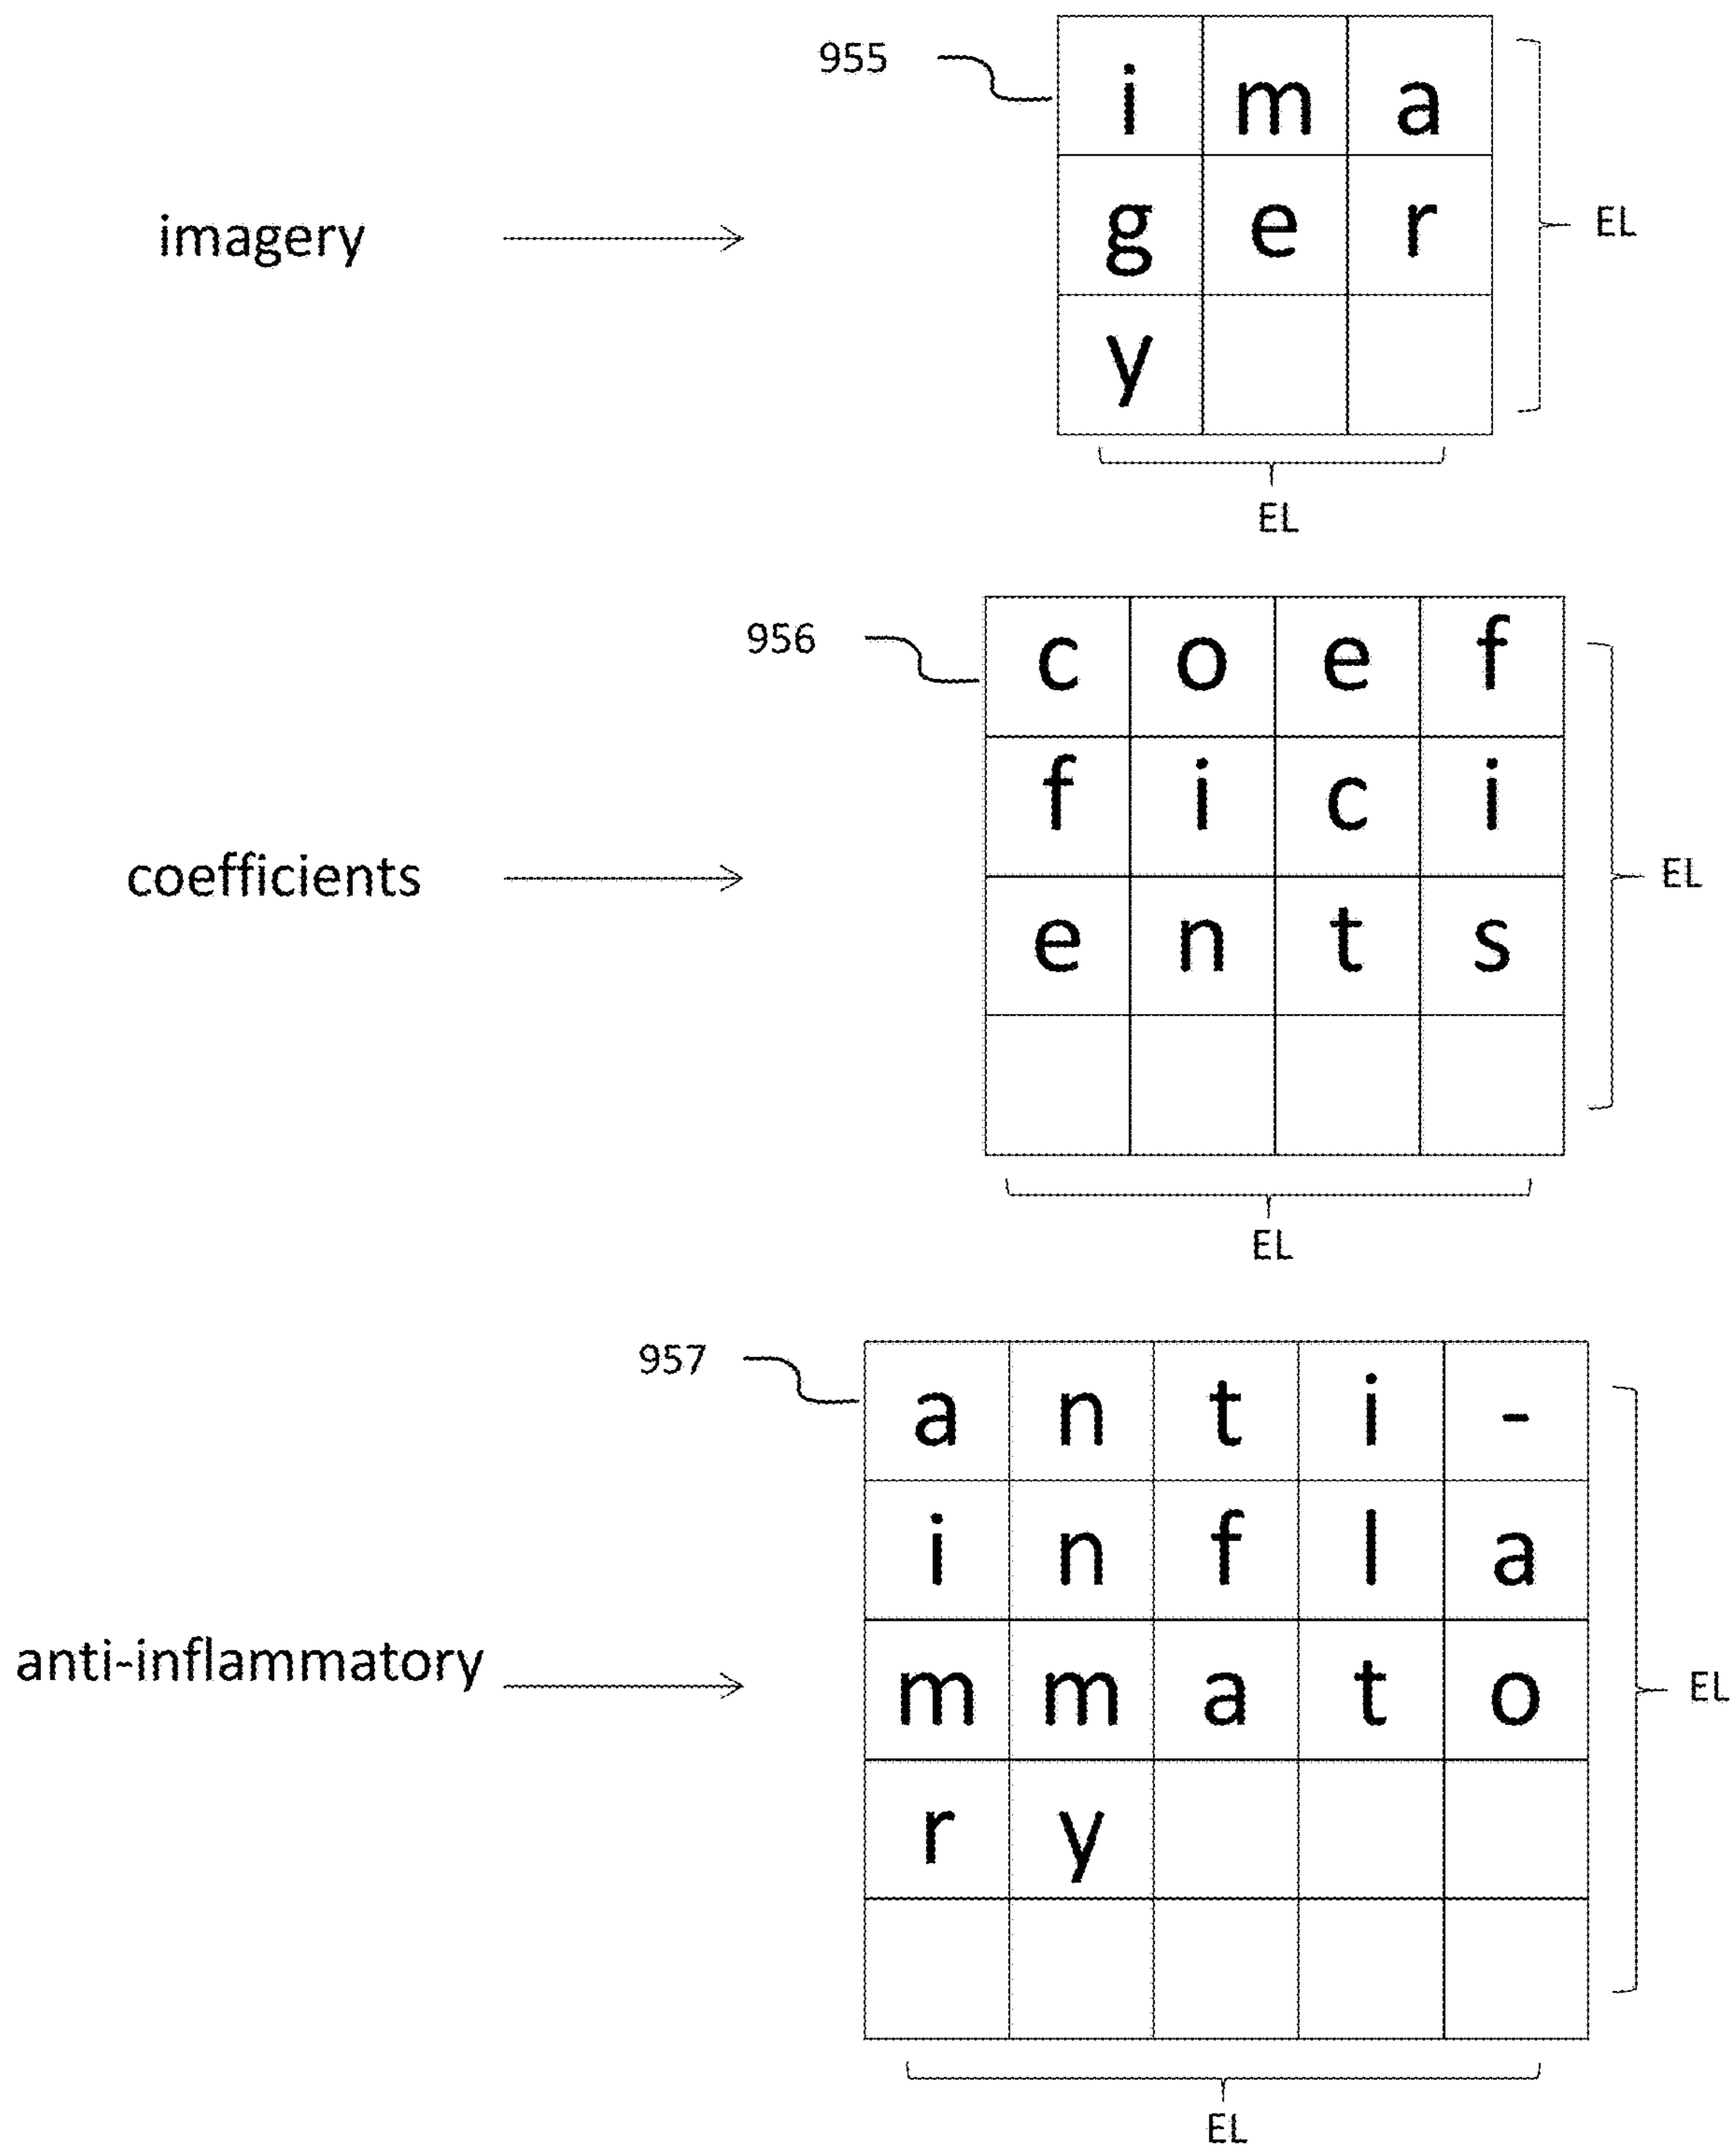 955
i m a
imagery
g e r
EL
y
EL
956
c o e f
f i c i
coefficients
EL
e n t s
EL
957
a n t i -
i n f l a
anti-inflammatory
m m a t o
EL
r y
EL